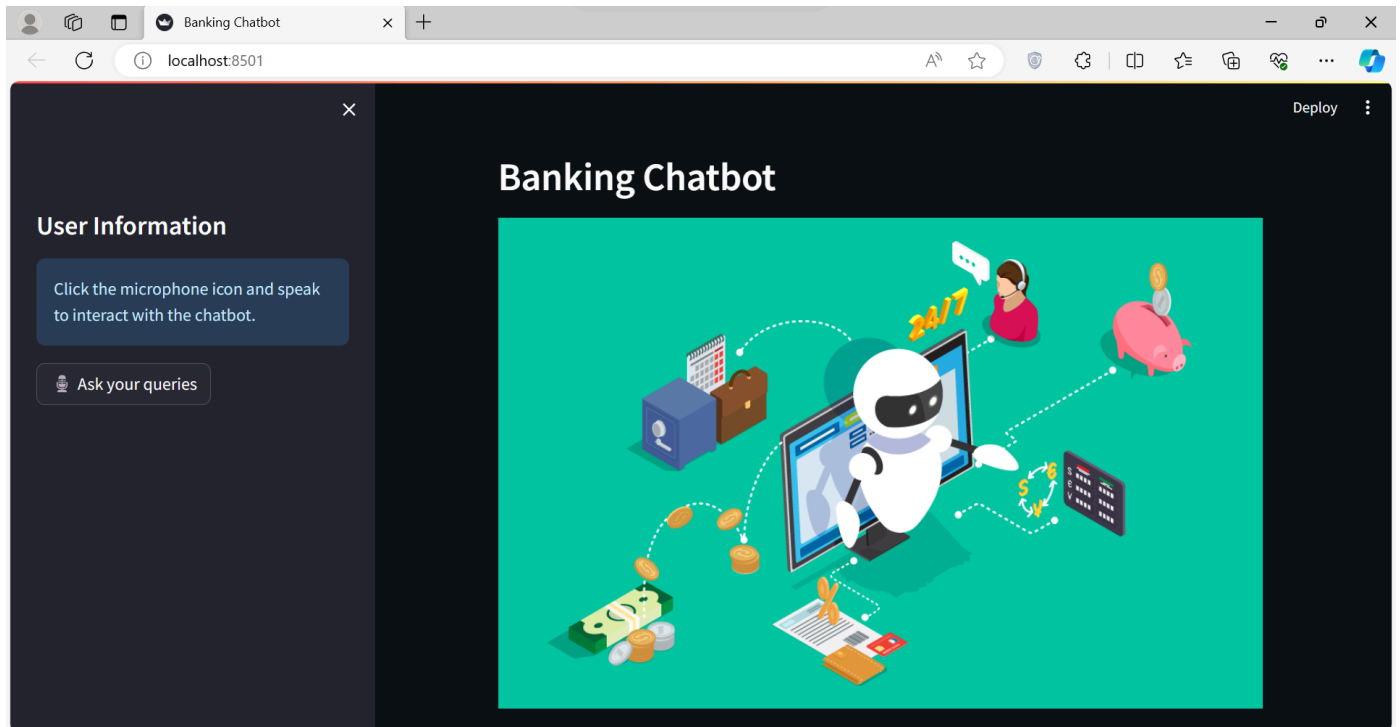 Banking Chatbot
localhost:8501
Deploy
User Information
Click the microphone icon and speak
to interact with the chatbot.
Ask your queries
Banking Chatbot
24/7